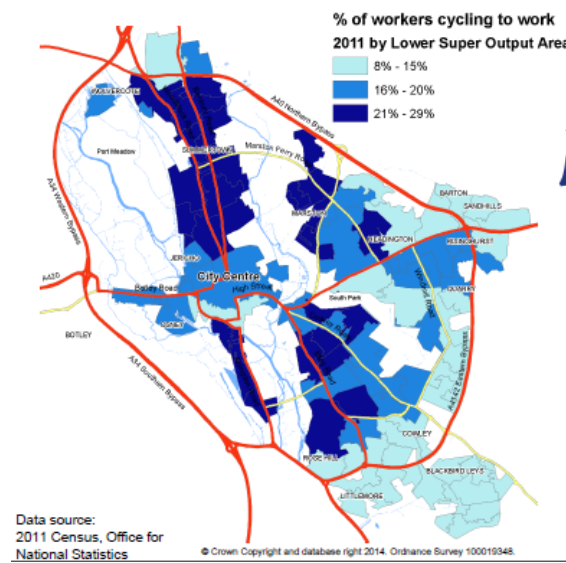 % of workers cycling to work
2011 by Lower Super Output Area
8% - 15%
16% - 20%
21% - 29%
WOLVERCOTE
A40 Northern Bypass
Port Meadow
SUMMERTOWN
Marston Ferry Road
A34 Western Bypass
BARTON
SANDHILLS
MARSTON
HEADINGTON
RISINGHURST
JERICHO
A420
City Centre
Botley Road
High Street
South Park
Windmill Road
QUARRY
OSNEY
BOTLEY
A34 Southern Bypass
A4142 Eastern Bypass
COWLEY
ROSE HILL
BLACKBIRD LEYS
LITTLEMORE
Data source:
2011 Census, Office for
National Statistics
© Crown Copyright and database right 2014. Ordnance Survey 100019348.